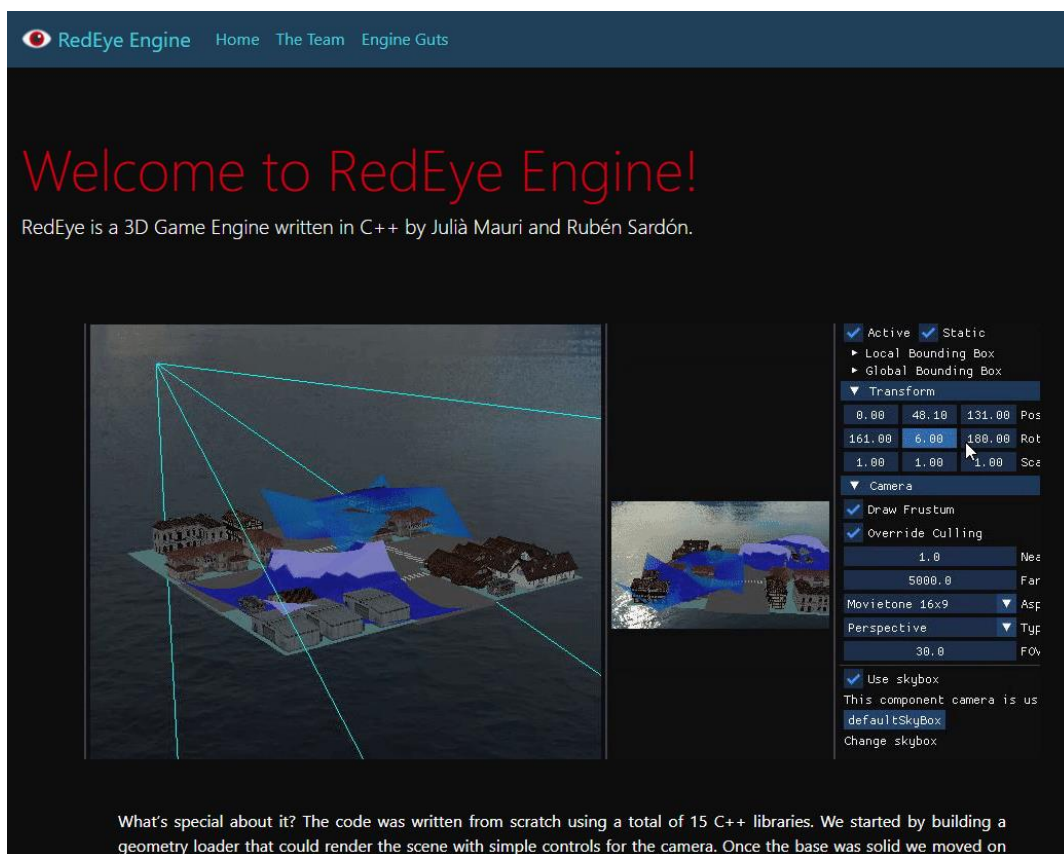 RedEye Engine Home The Team Engine Guts
Welcome to RedEye Engine!
RedEye is a 3D Game Engine written in C++ by Julià Mauri and Rubén Sardón.
Active Static
Local Bounding Box
Global Bounding Box
Transform
0.00 48.10 131.00 Pos
161.00 6.00 180.00 Rot
1.00 1.00 1.00 Sca
Camera
Draw Frustum
Override Culling
1.0 Nea
5000.0 Far
Movietone 16x9 Asp
Perspective Typ
30.0 FOV
Use skybox
This component camera is us
defaultSkyBox
Change skybox
What's special about it? The code was written from scratch using a total of 15 C++ libraries. We started by building a
geometry loader that could render the scene with simple controls for the camera. Once the base was solid we moved on